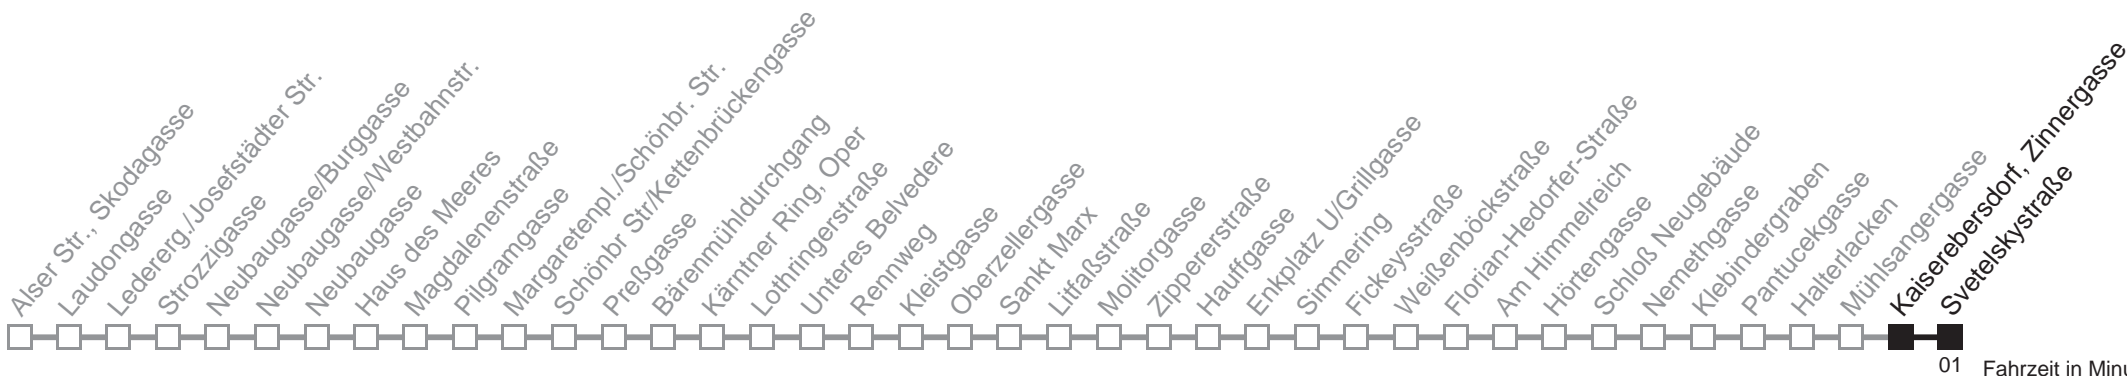 Alser Str., Skodagasse
Laudongasse
Ledererg./Josefstädter Str.
Strozzigasse
Neubaugasse/Burggasse
Neubaugasse/Westbahnstr.
Neubaugasse
Haus des Meeres
Magdalenenstraße
Pilgramgasse
Margaretenpl./Schönbr. Str.
Schönbr Str/Kettenbrückengasse
Preßgasse
Bärenmühldurchgang
Kärntner Ring, Oper
Lothringerstraße
Unteres Belvedere
Rennweg
Kleistgasse
Oberzellergasse
Sankt Marx
Litfaßstraße
Molitorgasse
Zippererstraße
Hauffgasse
Enkplatz U/Grillgasse
Simmering
Fickeysstraße
Weißenböckstraße
Florian-Hedorfer-Straße
Am Himmelreich
Hörtengasse
Schloß Neugebäude
Nemethgasse
Klebindergraben
Pantucekgasse
Halterlacken
Mühlsangergasse
Kaiserebersdorf, Zinnergasse
Svetelskystraße
01 Fahrzeit in Minu